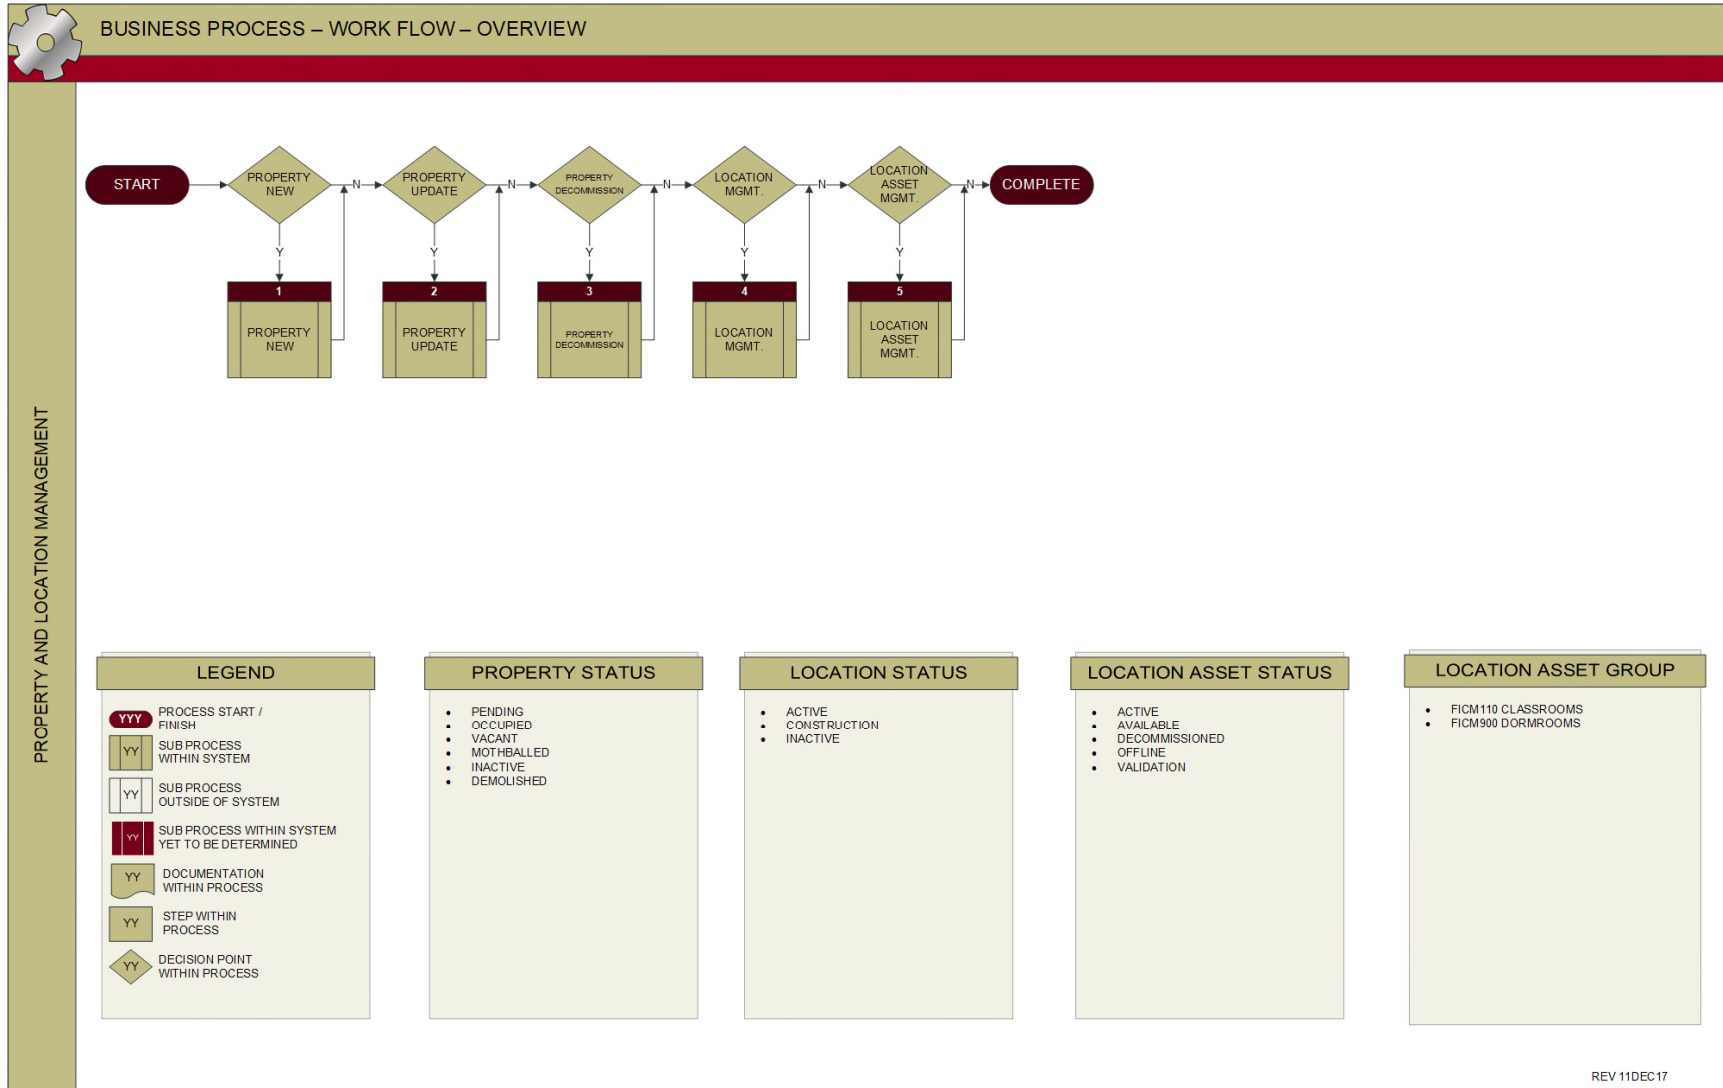 BUSINESS PROCESS – WORK FLOW – OVERVIEW
PROPERTY AND LOCATION MANAGEMENT
START
PROPERTY
NEW
N
PROPERTY
UPDATE
N
PROPERTY
DECOMMISSION
N
LOCATION
MGMT.
N
LOCATION
ASSET
MGMT.
N
COMPLETE
Y
Y
Y
Y
Y
1
PROPERTY
NEW
2
PROPERTY
UPDATE
3
PROPERTY
DECOMMISSION
4
LOCATION
MGMT.
5
LOCATION
ASSET
MGMT.
LEGEND
YYY
PROCESS START /
FINISH
YY
SUB PROCESS
WITHIN SYSTEM
YY
SUB PROCESS
OUTSIDE OF SYSTEM
YY
SUB PROCESS WITHIN SYSTEM
YET TO BE DETERMINED
YY
DOCUMENTATION
WITHIN PROCESS
YY
STEP WITHIN
PROCESS
YY
DECISION POINT
WITHIN PROCESS
PROPERTY STATUS
• PENDING
• OCCUPIED
• VACANT
• MOTHBALLED
• INACTIVE
• DEMOLISHED
LOCATION STATUS
• ACTIVE
• CONSTRUCTION
• INACTIVE
LOCATION ASSET STATUS
• ACTIVE
• AVAILABLE
• DECOMMISSIONED
• OFFLINE
• VALIDATION
LOCATION ASSET GROUP
• FICM110 CLASSROOMS
• FICM900 DORMROOMS
REV 11DEC17